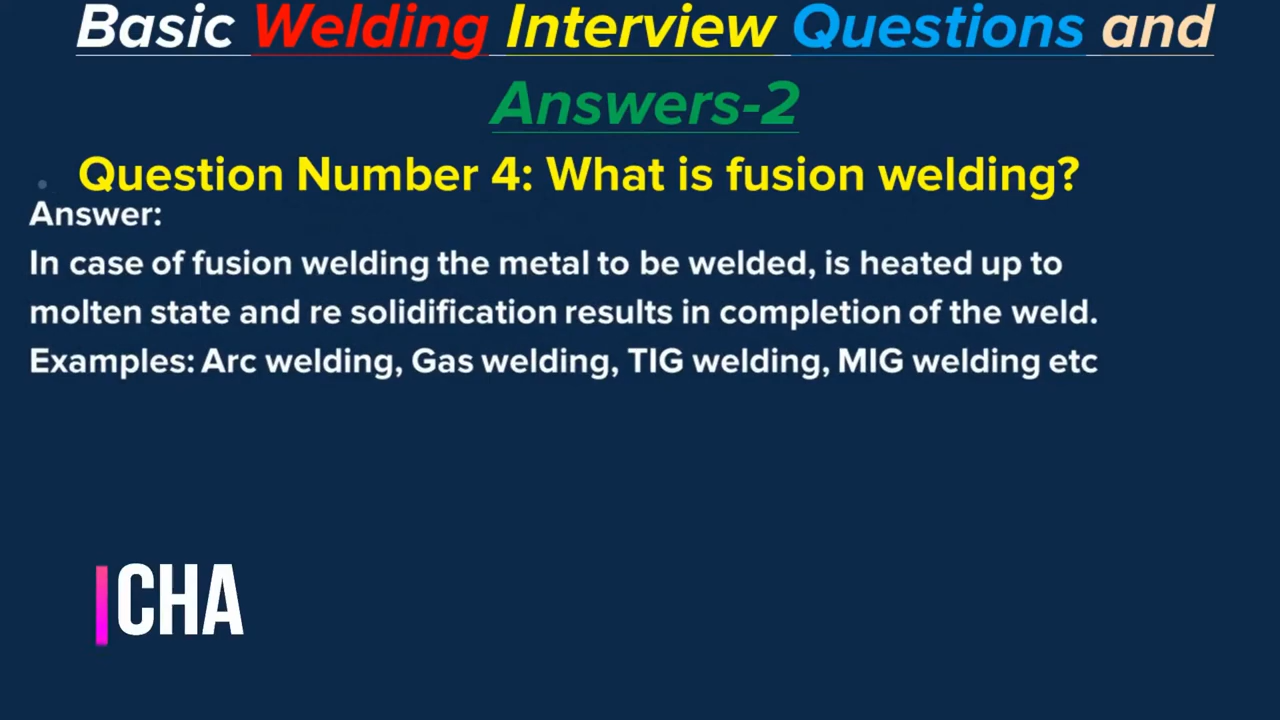 Basic Welding Interview Questions and
Answers-2
• Question Number 4: What is fusion welding?
Answer:
In case of fusion welding the metal to be welded, is heated up to
molten state and re solidification results in completion of the weld.
Examples: Arc welding, Gas welding, TIG welding, MIG welding etc
CHA